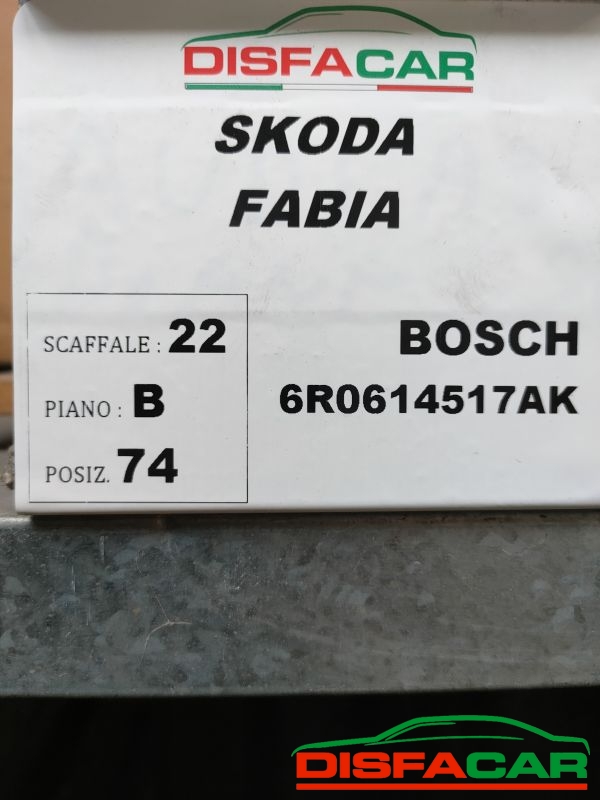 DISFACAR
SKODA
FABIA
SCAFFALE : 22
PIANO : B
POSIZ. 74
BOSCH
6R0614517AK
DISFACAR